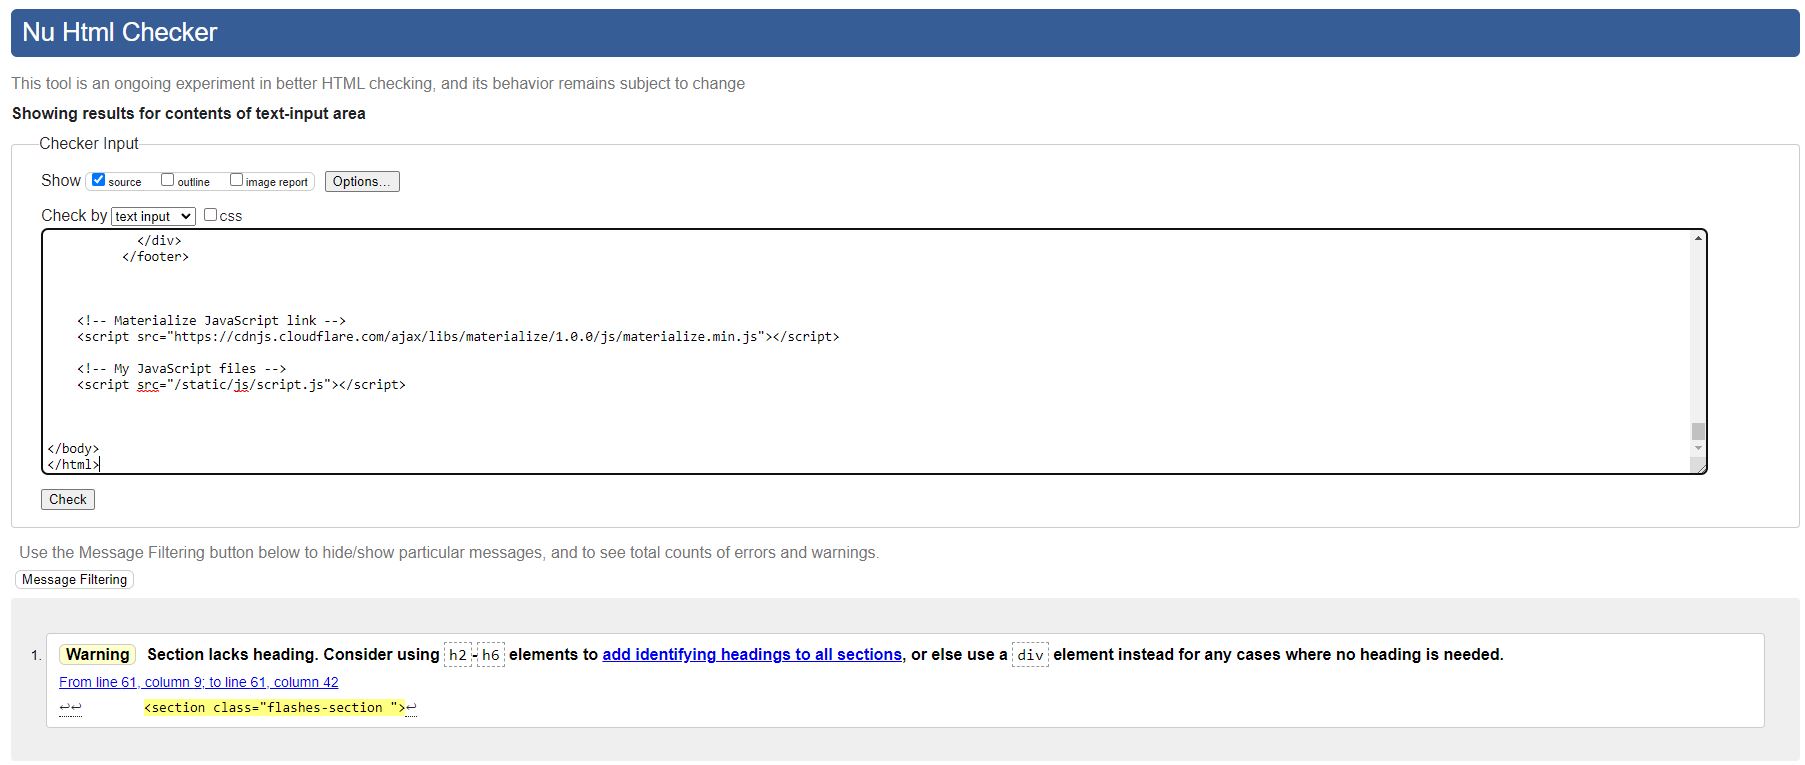 Nu Html Checker
This tool is an ongoing experiment in better HTML checking, and its behavior remains subject to change
Showing results for contents of text-input area
Checker Input
Show source outline image report Options...
Check by text input css
</div>
</footer>
<!-- Materialize JavaScript link -->
<script src="https://cdnjs.cloudflare.com/ajax/libs/materialize/1.0.0/js/materialize.min.js"></script>
<!-- My JavaScript files -->
<script src="/static/js/script.js"></script>
</body>
</html>
Check
Use the Message Filtering button below to hide/show particular messages, and to see total counts of errors and warnings.
Message Filtering
1. Warning Section lacks heading. Consider using h2-h6 elements to add identifying headings to all sections, or else use a div element instead for any cases where no heading is needed.
From line 61, column 9; to line 61, column 42
↩↩ <section class="flashes-section ">↩